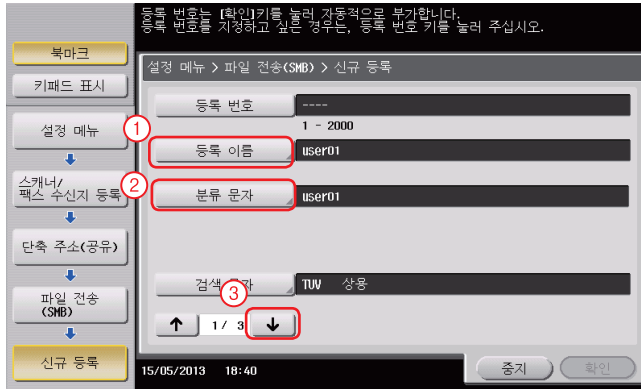 등록 번호는 [확인]키를 눌러 자동적으로 부가합니다.
등록 번호를 지정하고 싶은 경우는, 등록 번호 키를 눌러 주십시오.
북마크
키패드 표시
설정 메뉴
스캐너/
팩스 수신지 등록
단축 주소(공유)
파일 전송
(SMB)
신규 등록
설정 메뉴 > 파일 전송(SMB) > 신규 등록
등록 번호
----
1 - 2000
1
등록 이름
user01
2
분류 문자
user01
검색
TUV 상용
3
↑ 1/ 3 ↓
15/05/2013 18:40
중지
확인